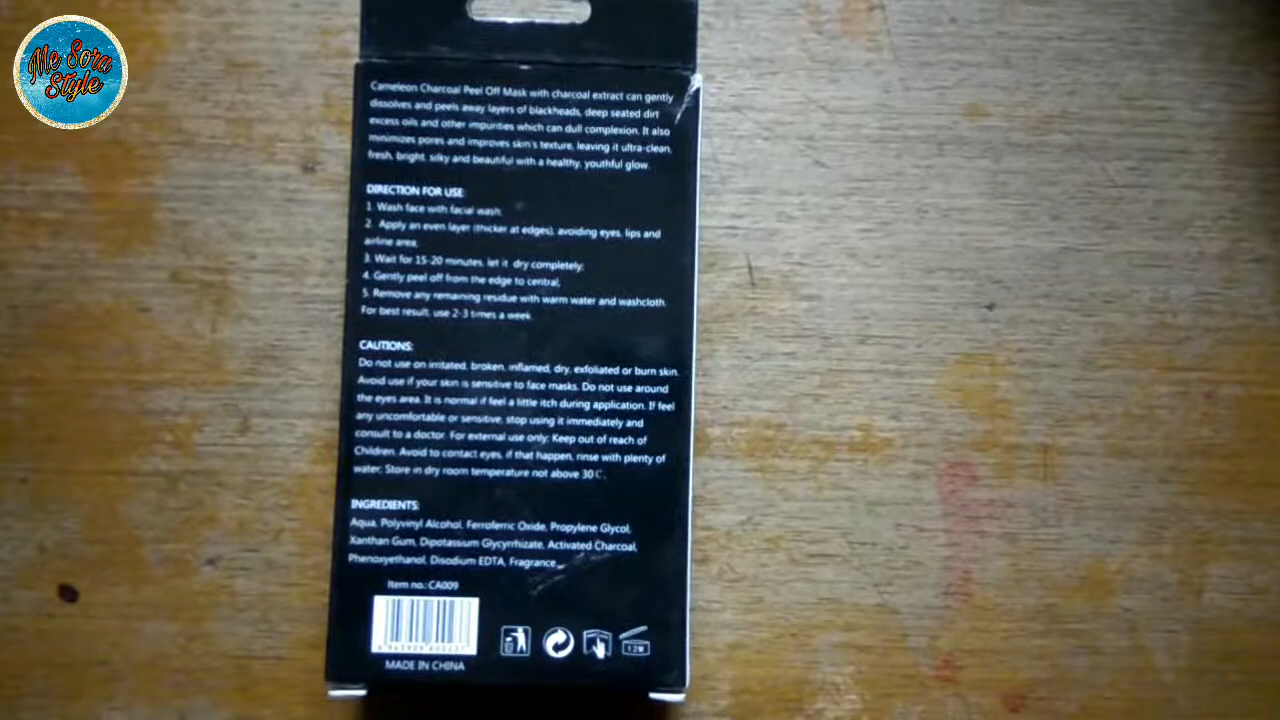 Me Sora
Style
Cameleon Charcoal Peel Off Mask with charcoal extract can gently
dissolves and peels away layers of blackheads, deep seated dirt
excess oils and other impurities which can dull complexion. It also
minimizes pores and improves skin's texture, leaving it ultra-clean,
fresh, bright, silky and beautiful with a healthy, youthful glow.
DIRECTION FOR USE:
1. Wash face with facial wash;
2. Apply an even layer (thicker at edges), avoiding eyes, lips and
airline area;
3. Wait for 15-20 minutes, let it dry completely;
4. Gently peel off from the edge to central,
5. Remove any remaining residue with warm water and washcloth.
For best result, use 2-3 times a week.
CAUTIONS:
Do not use on irritated, broken, inflamed, dry, exfoliated or burn skin.
Avoid use if your skin is sensitive to face masks. Do not use around
the eyes area. It is normal if feel a little itch during application. If feel
any uncomfortable or sensitive, stop using it immediately and
consult to a doctor. For external use only; Keep out of reach of
Children. Avoid to contact eyes, if that happen, rinse with plenty of
water; Store in dry room temperature not above 30℃.
INGREDIENTS:
Aqua, Polyvinyl Alcohol, Ferroferric Oxide, Propylene Glycol,
Xanthan Gum, Dipotassium Glycyrrhizate, Activated Charcoal,
Phenoxyethanol, Disodium EDTA, Fragrance.
Item no.: CA009
MADE IN CHINA
12M